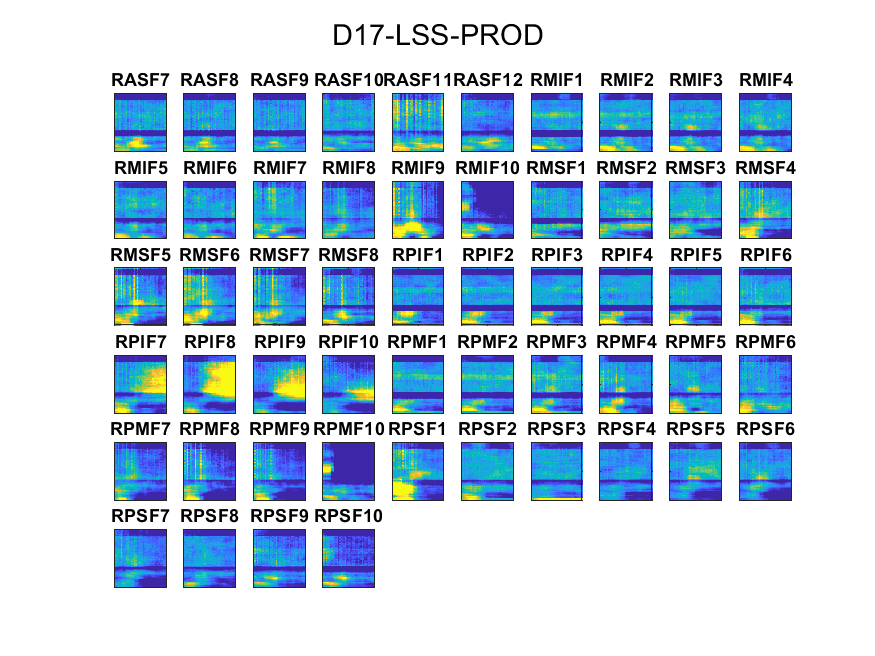 D17-LSS-PROD
RASF7 RASF8 RASF9 RASF10 RASF11 RASF12 RMIF1 RMIF2 RMIF3 RMIF4
RMIF5 RMIF6 RMIF7 RMIF8 RMIF9 RMIF10 RMSF1 RMSF2 RMSF3 RMSF4
RMSF5 RMSF6 RMSF7 RMSF8 RPIF1 RPIF2 RPIF3 RPIF4 RPIF5 RPIF6
RPIF7 RPIF8 RPIF9 RPIF10 RPMF1 RPMF2 RPMF3 RPMF4 RPMF5 RPMF6
RPMF7 RPMF8 RPMF9 RPMF10 RPSF1 RPSF2 RPSF3 RPSF4 RPSF5 RPSF6
RPSF7 RPSF8 RPSF9 RPSF10